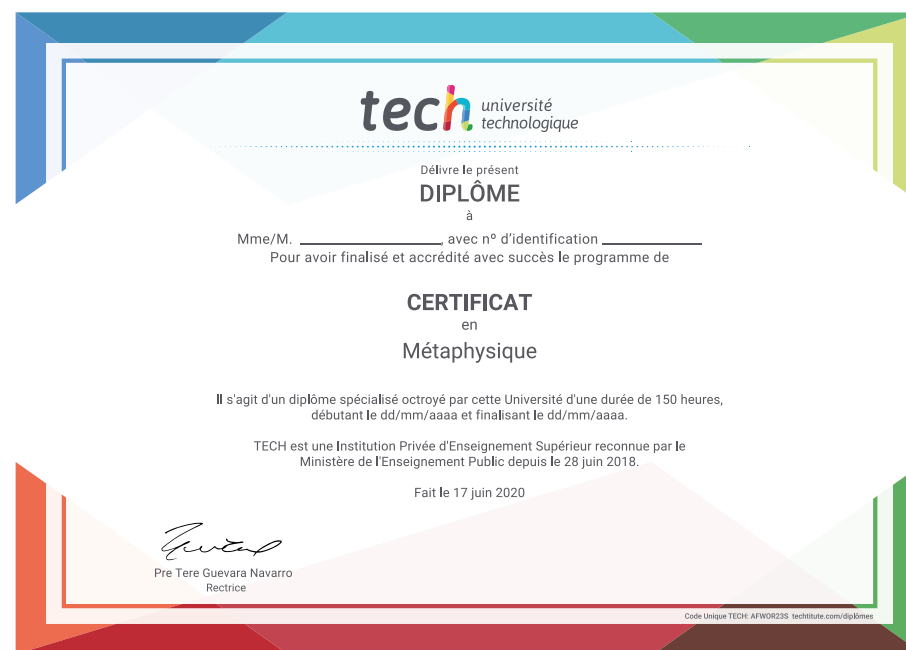 tech université
technologique
Délivre le présent
DIPLÔME
à
Mme/M. ____________________, avec nº d'identification ______________
Pour avoir finalisé et accrédité avec succès le programme de
CERTIFICAT
en
Métaphysique
Il s'agit d'un diplôme spécialisé octroyé par cette Université d'une durée de 150 heures,
débutant le dd/mm/aaaa et finalisant le dd/mm/aaaa.
TECH est une Institution Privée d'Enseignement Supérieur reconnue par le
Ministère de l'Enseignement Public depuis le 28 juin 2018.
Fait le 17 juin 2020
Pre Tere Guevara Navarro
Rectrice
Code Unique TECH: AFWOR23S techtitute.com/diplômes